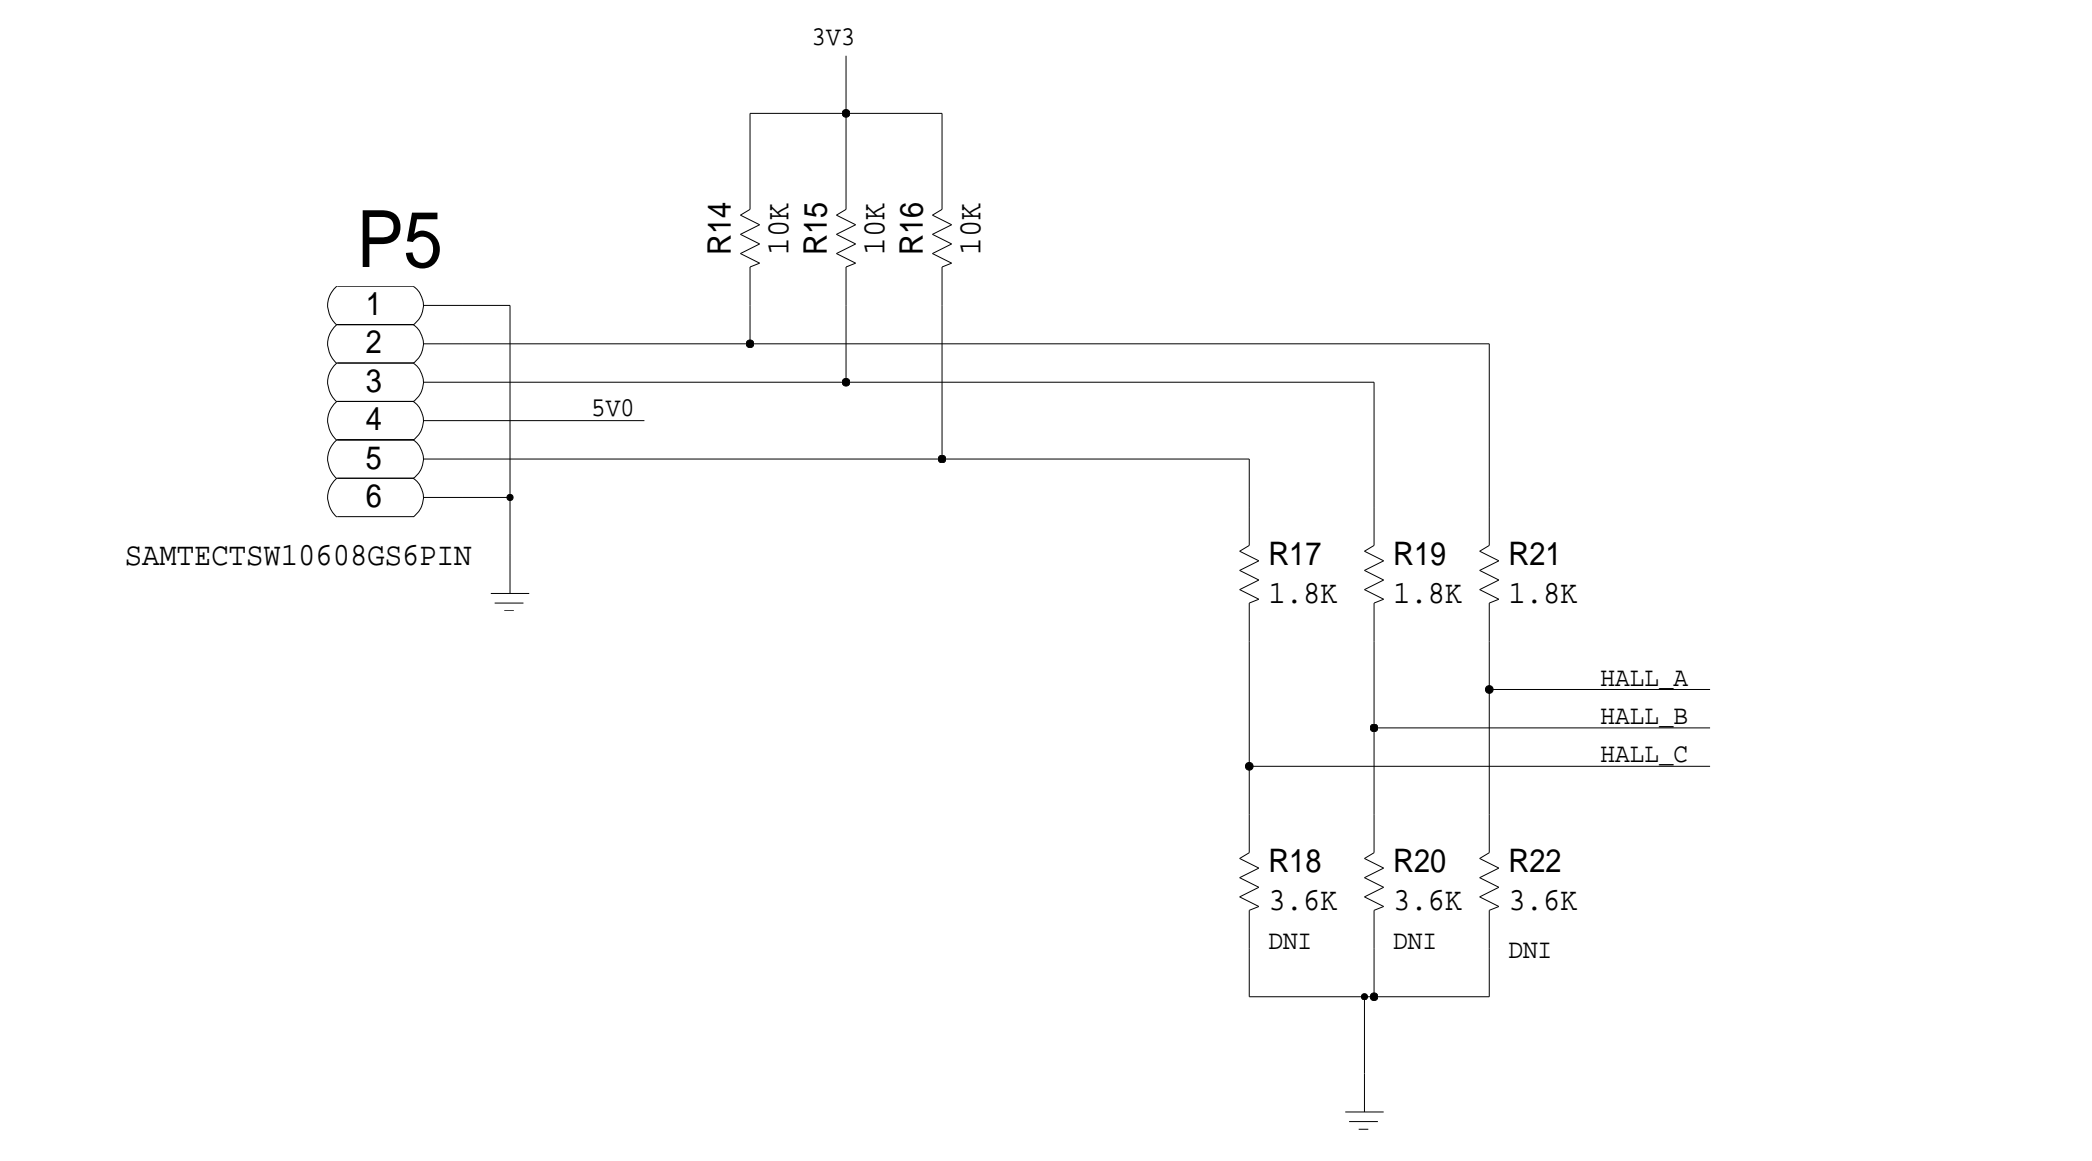 3V3
R14
10K
R15
10K
R16
10K
P5
1
2
3
4
5
6
5V0
SAMTECTSW10608GS6PIN
R17
1.8K
R19
1.8K
R21
1.8K
HALL_A
HALL_B
HALL_C
R18
3.6K
DNI
R20
3.6K
DNI
R22
3.6K
DNI